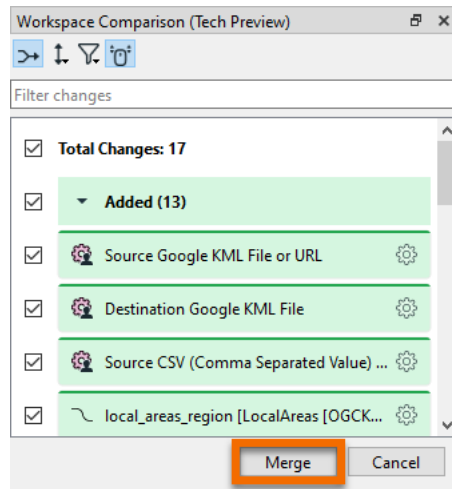 Workspace Comparison (Tech Preview)
Filter changes
Total Changes: 17
Added (13)
Source Google KML File or URL
Destination Google KML File
Source CSV (Comma Separated Value) ...
local_areas_region [LocalAreas [OGCK...
Merge Cancel